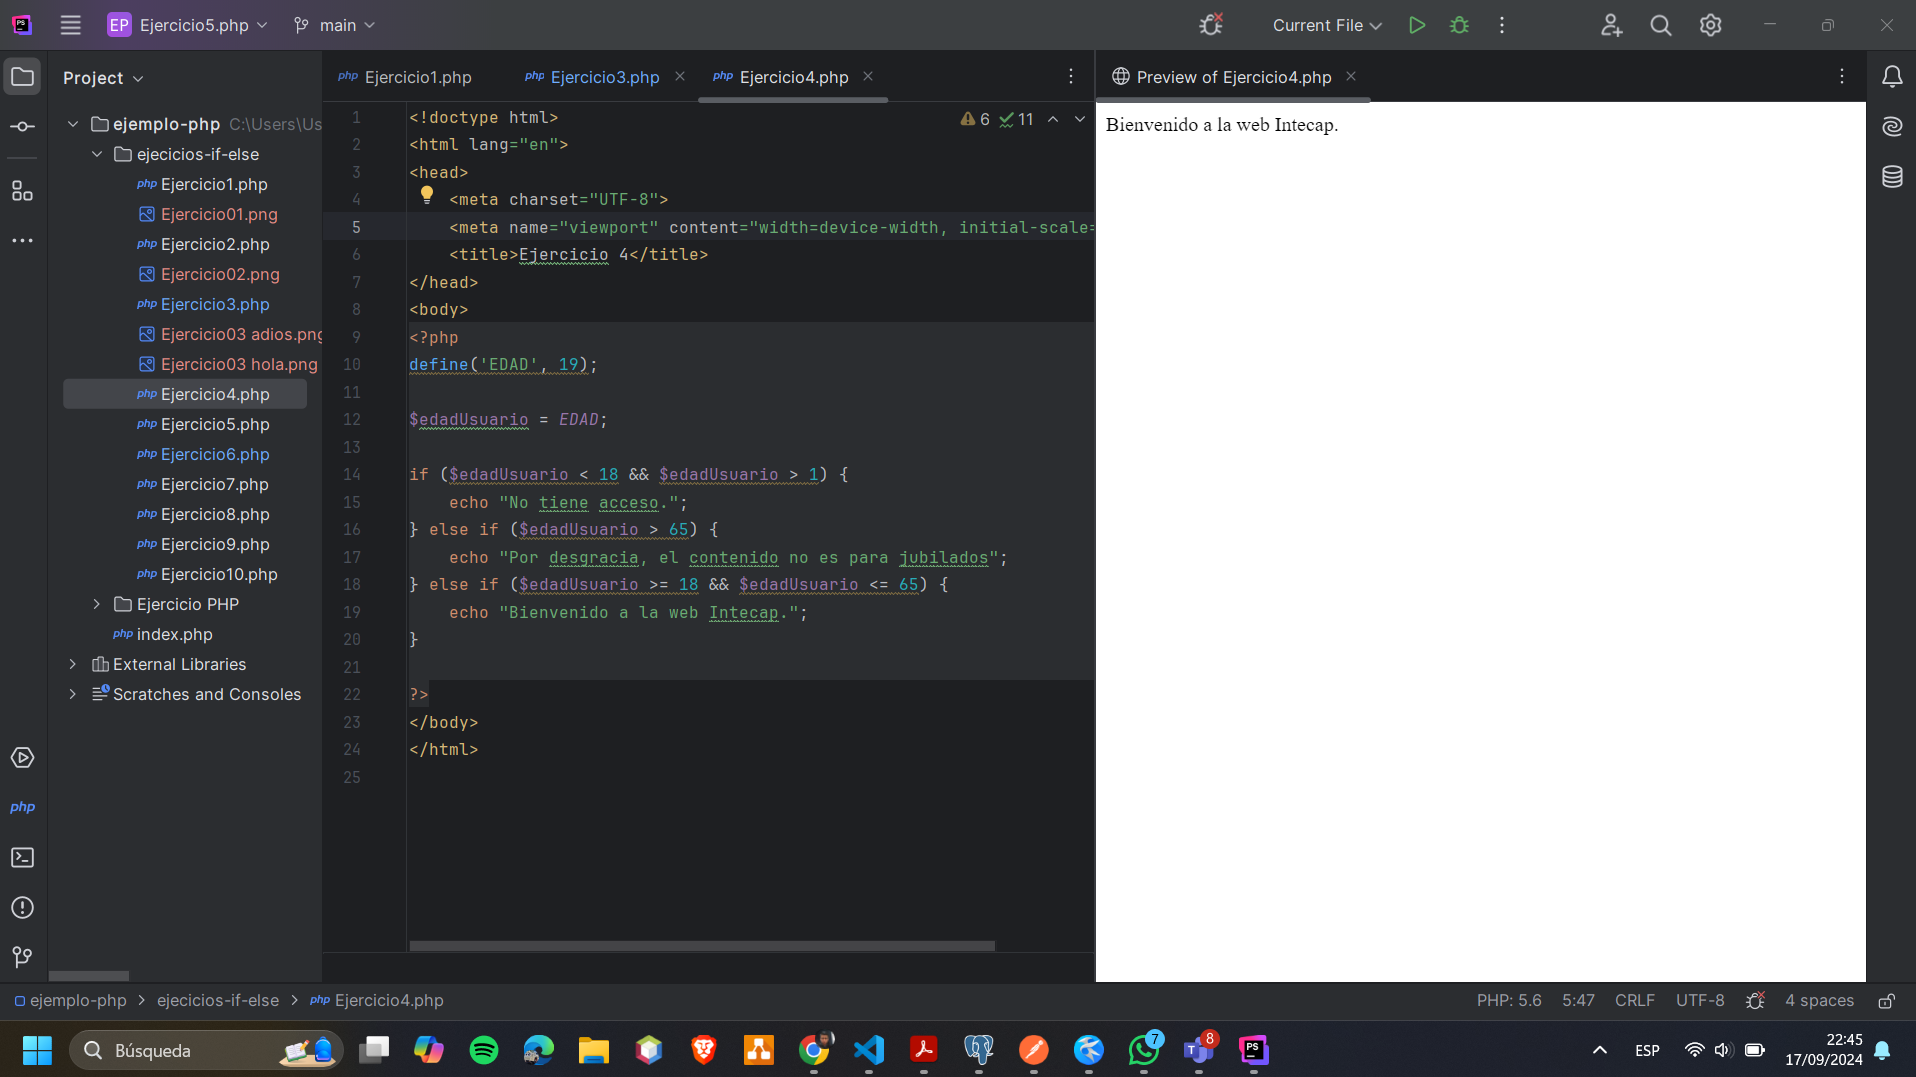 PS
EP Ejercicio5.php
main
Current File
Project
Ejercicio1.php
Ejercicio3.php
Ejercicio4.php
Preview of Ejercicio4.php
ejemplo-php C:\Users\Us
ejecicios-if-else
php Ejercicio1.php
Ejercicio01.png
php Ejercicio2.php
Ejercicio02.png
php Ejercicio3.php
Ejercicio03 adios.png
Ejercicio03 hola.png
php Ejercicio4.php
php Ejercicio5.php
php Ejercicio6.php
php Ejercicio7.php
php Ejercicio8.php
php Ejercicio9.php
php Ejercicio10.php
Ejercicio PHP
php index.php
External Libraries
Scratches and Consoles
php
6 11
1 <!doctype html>
2 <html lang="en">
3 <head>
4 <meta charset="UTF-8">
5 <meta name="viewport" content="width=device-width, initial-scale=
6 <title>Ejercicio 4</title>
7 </head>
8 <body>
9 <?php
10 define('EDAD', 19);
11
12 $edadUsuario = EDAD;
13
14 if ($edadUsuario < 18 && $edadUsuario > 1) {
15 echo "No tiene acceso.";
16 } else if ($edadUsuario > 65) {
17 echo "Por desgracia, el contenido no es para jubilados";
18 } else if ($edadUsuario >= 18 && $edadUsuario <= 65) {
19 echo "Bienvenido a la web Intecap.";
20 }
21
22 ?>
23 </body>
24 </html>
25
Bienvenido a la web Intecap.
ejemplo-php > ejecicios-if-else > php Ejercicio4.php
PHP: 5.6 5:47 CRLF UTF-8 4 spaces
Búsqueda
7
8
PS
ESP
22:45
17/09/2024